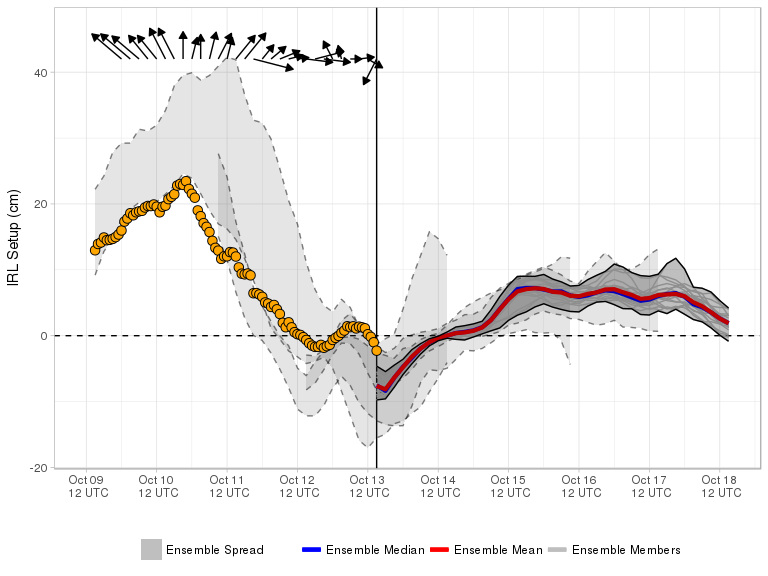 IRL Setup (cm)
40
20
0
-20
Oct 09 Oct 10 Oct 11 Oct 12 Oct 13 Oct 14 Oct 15 Oct 16 Oct 17 Oct 18
12 UTC 12 UTC 12 UTC 12 UTC 12 UTC 12 UTC 12 UTC 12 UTC 12 UTC 12 UTC
Ensemble Spread Ensemble Median Ensemble Mean Ensemble Members